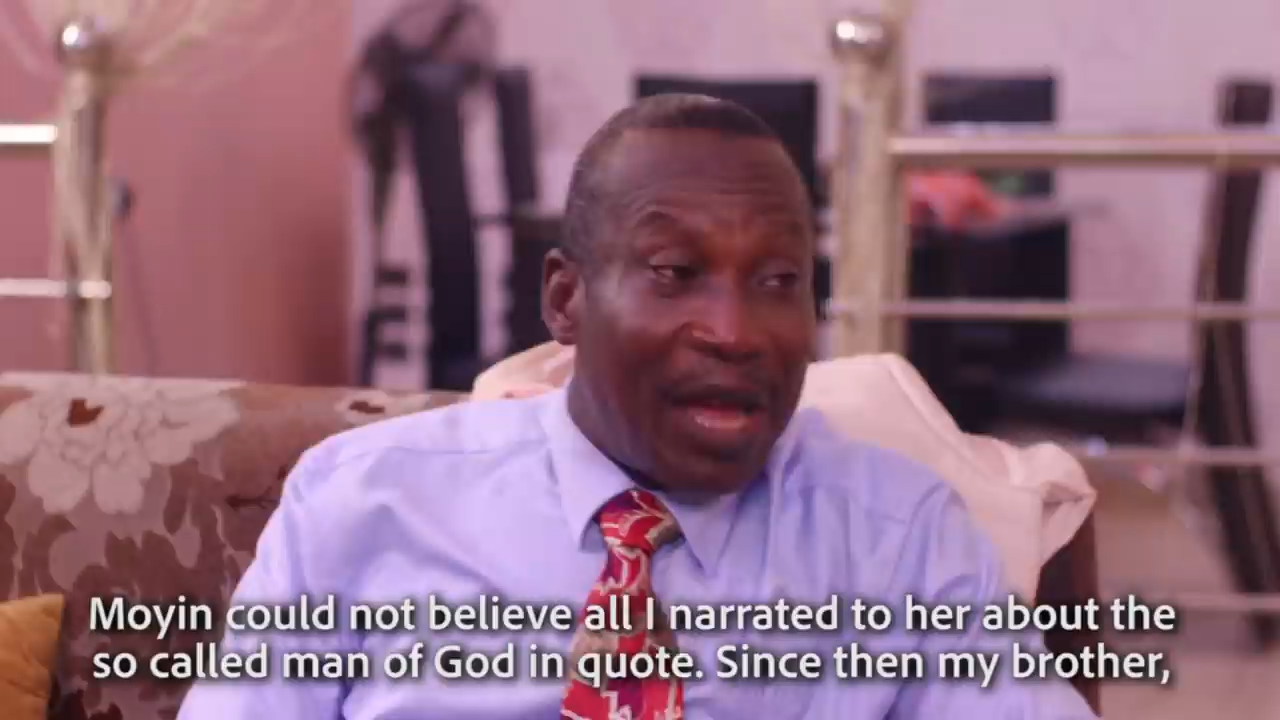 Moyin could not believe all I narrated to her about the
so called man of God in quote. Since then my brother,